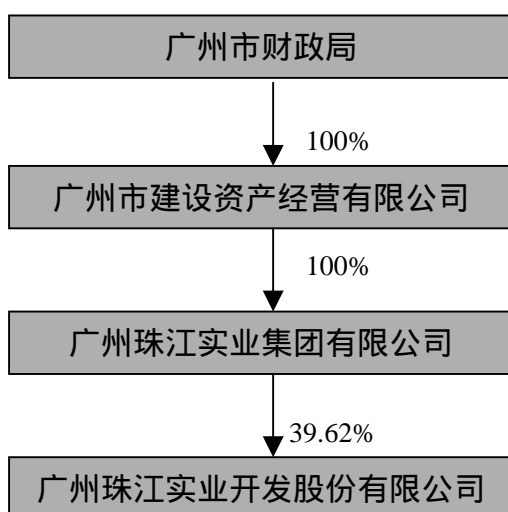 广州市财政局
100%
广州市建设资产经营有限公司
100%
广州珠江实业集团有限公司
39.62%
广州珠江实业开发股份有限公司